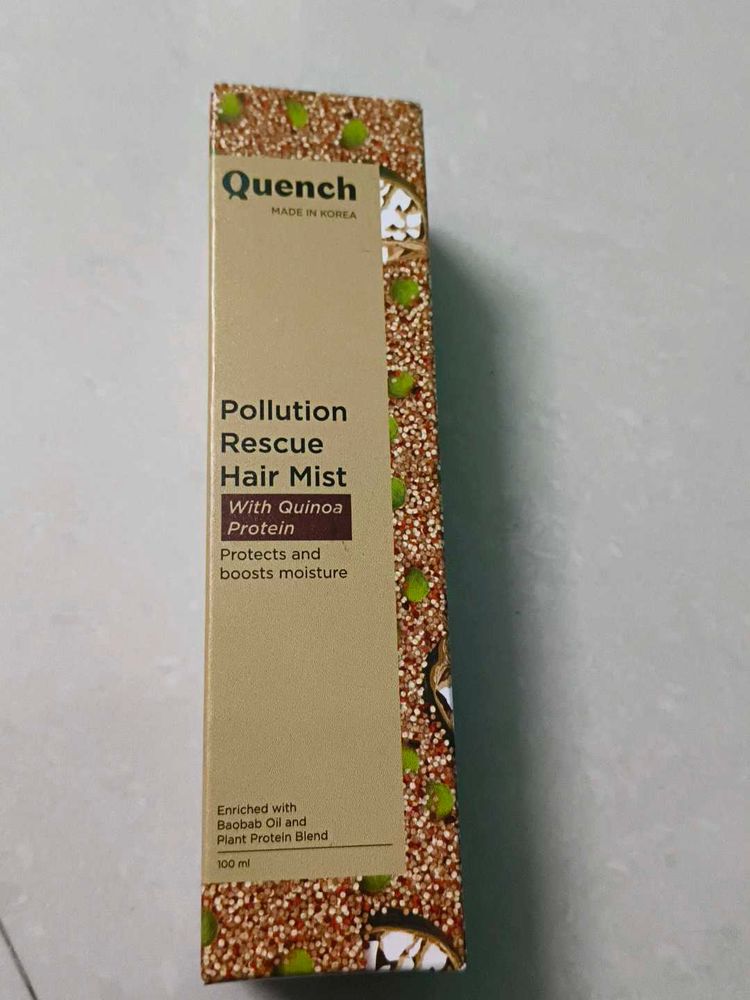 Quench
MADE IN KOREA
Pollution
Rescue
Hair Mist
With Quinoa
Protein
Protects and
boosts moisture
Enriched with
Baobab Oil and
Plant Protein Blend
100 ml